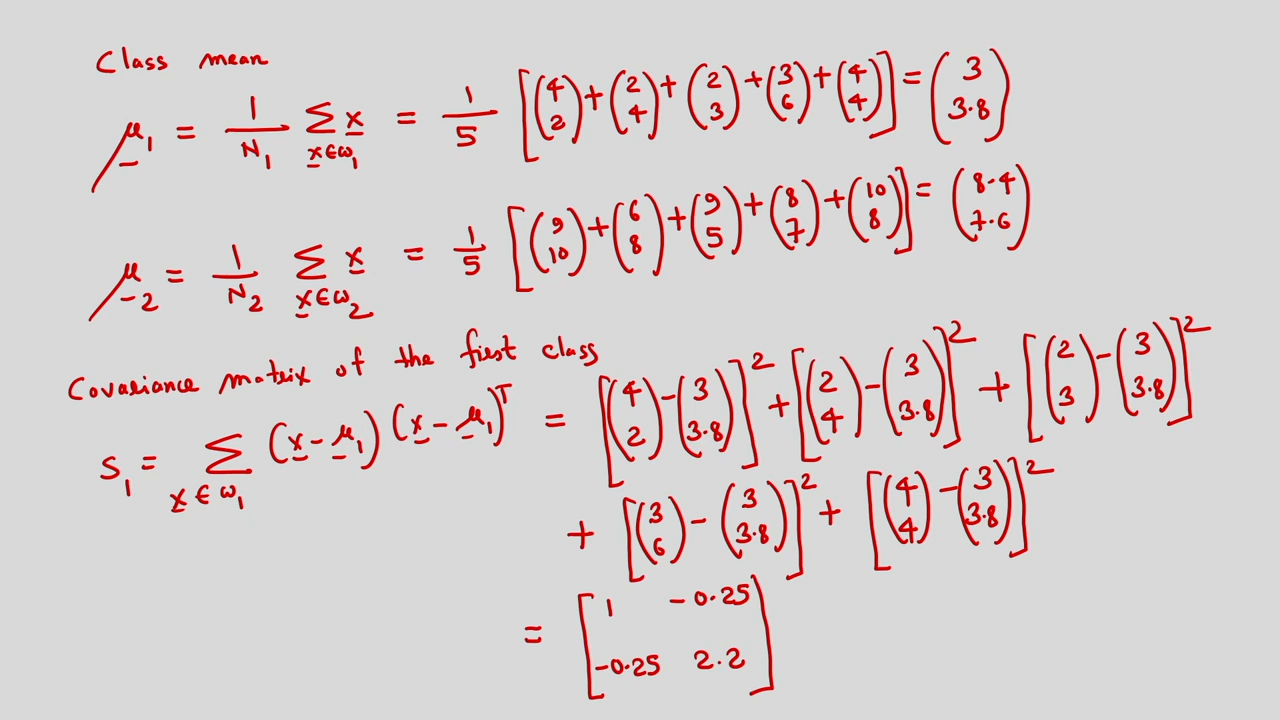 Class mean
μ₁ = 1/N₁ Σ_{x∈ω₁} x = 1/5 [(4 2) + (2 4) + (2 3) + (3 6) + (4 4)] = (3 3.8)
μ₂ = 1/N₂ Σ_{x∈ω₂} x = 1/5 [(9 10) + (6 8) + (9 5) + (8 7) + (10 8)] = (8.4 7.6)
Covariance matrix of the first class
S₁ = Σ_{x∈ω₁} (x - μ₁)(x - μ₁)ᵀ = [(4 2) - (3 3.8)]² + [(2 4) - (3 3.8)]² + [(2 3) - (3 3.8)]²
+ [(3 6) - (3 3.8)]² + [(4 4) - (3 3.8)]²
= [1 -0.25
-0.25 2.2]